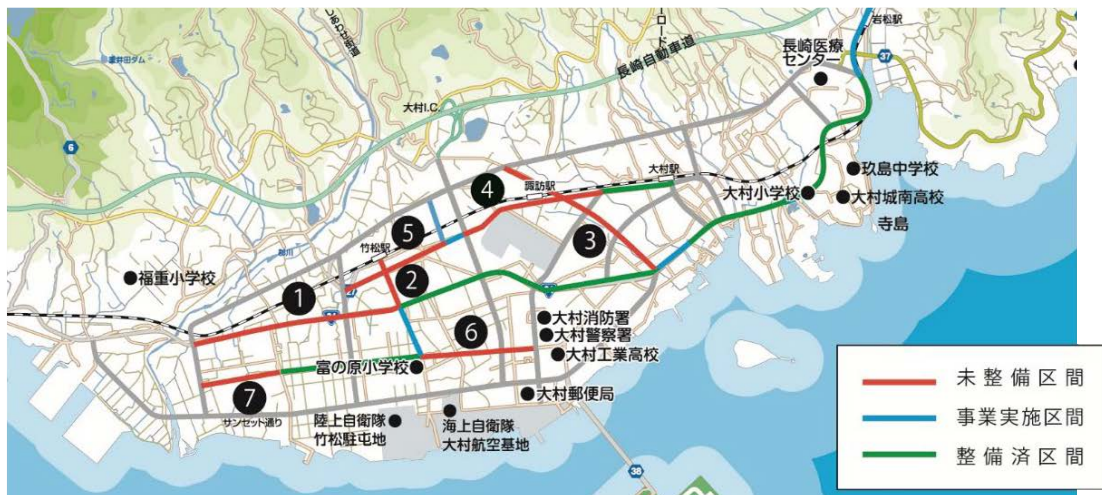 岩松駅
長崎医療
センター
37
長崎自動車道
大村I.C.
6
玖島中学校
大村駅
大村小学校
大村城南高校
諏訪駅
4
寺島
5
竹松駅
3
福重小学校
2
1
大村消防署
6
大村警察署
大村工業高校
富の原小学校
7
大村郵便局
サンセット通り
陸上自衛隊
竹松駐屯地
海上自衛隊
大村航空基地
38
未整備区間
事業実施区間
整備済区間